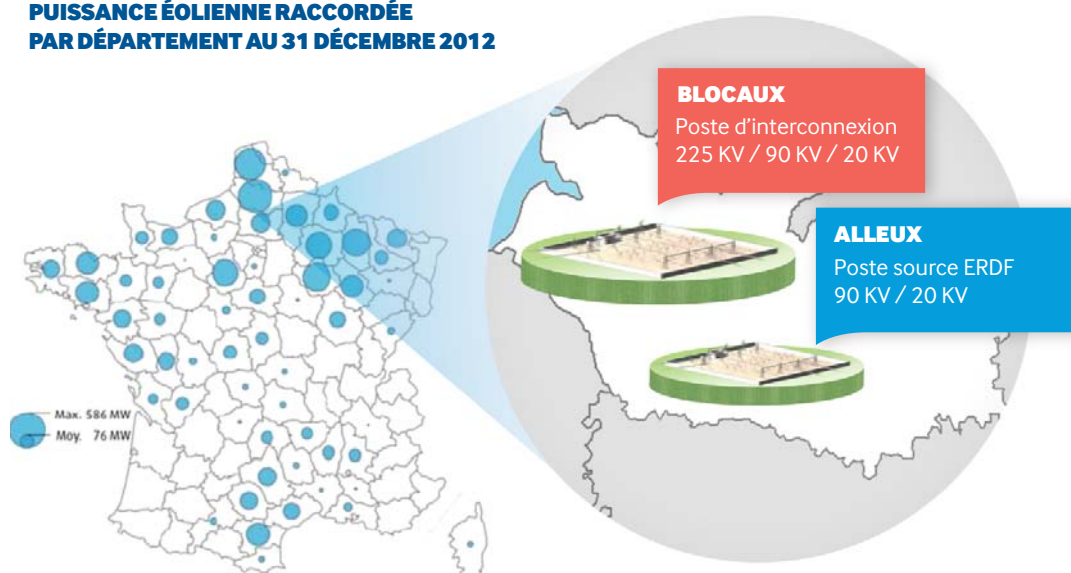 PUISSANCE ÉOLIENNE RACCORDÉE
PAR DÉPARTEMENT AU 31 DÉCEMBRE 2012
BLOCAUX
Poste d'interconnexion
225 KV / 90 KV / 20 KV
ALLEUX
Poste source ERDF
90 KV / 20 KV
Max. 586 MW
Moy. 76 MW